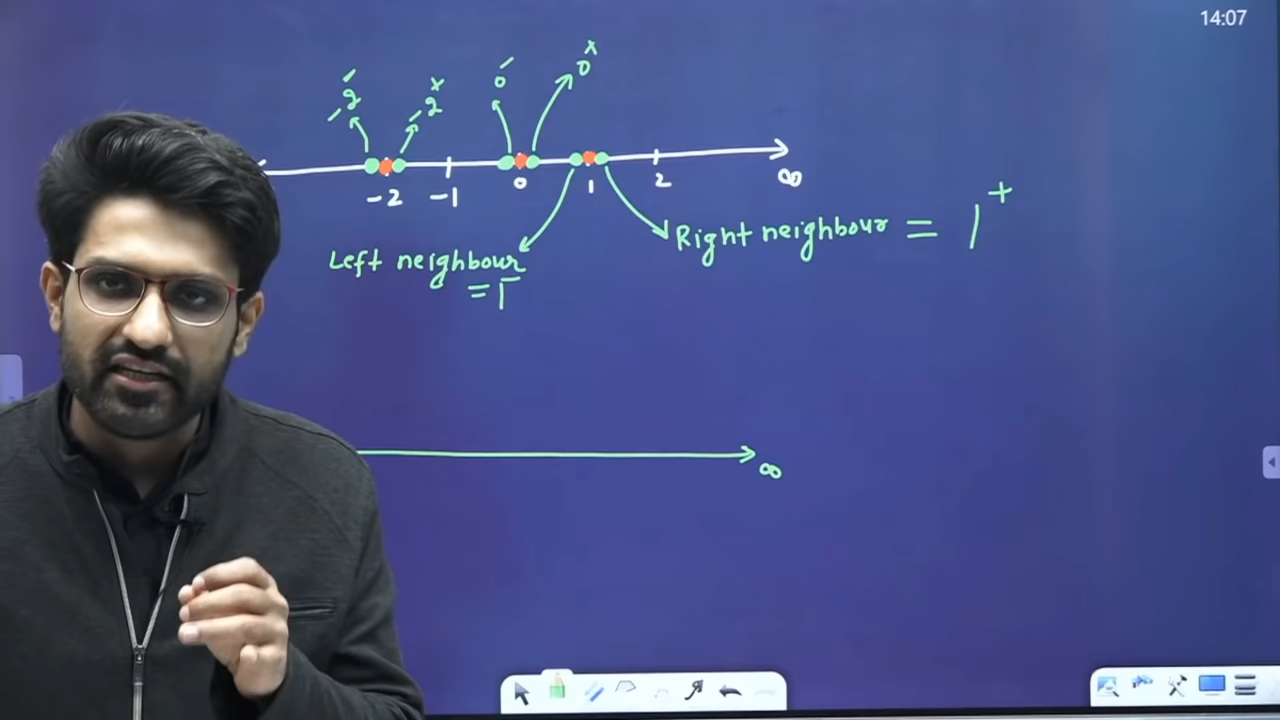 14:07
-2⁻ -2⁺ 0⁻ 0⁺
-2 -1 0 1 2 ∞
Right neighbour = 1⁺
Left neighbour
= 1⁻
∞